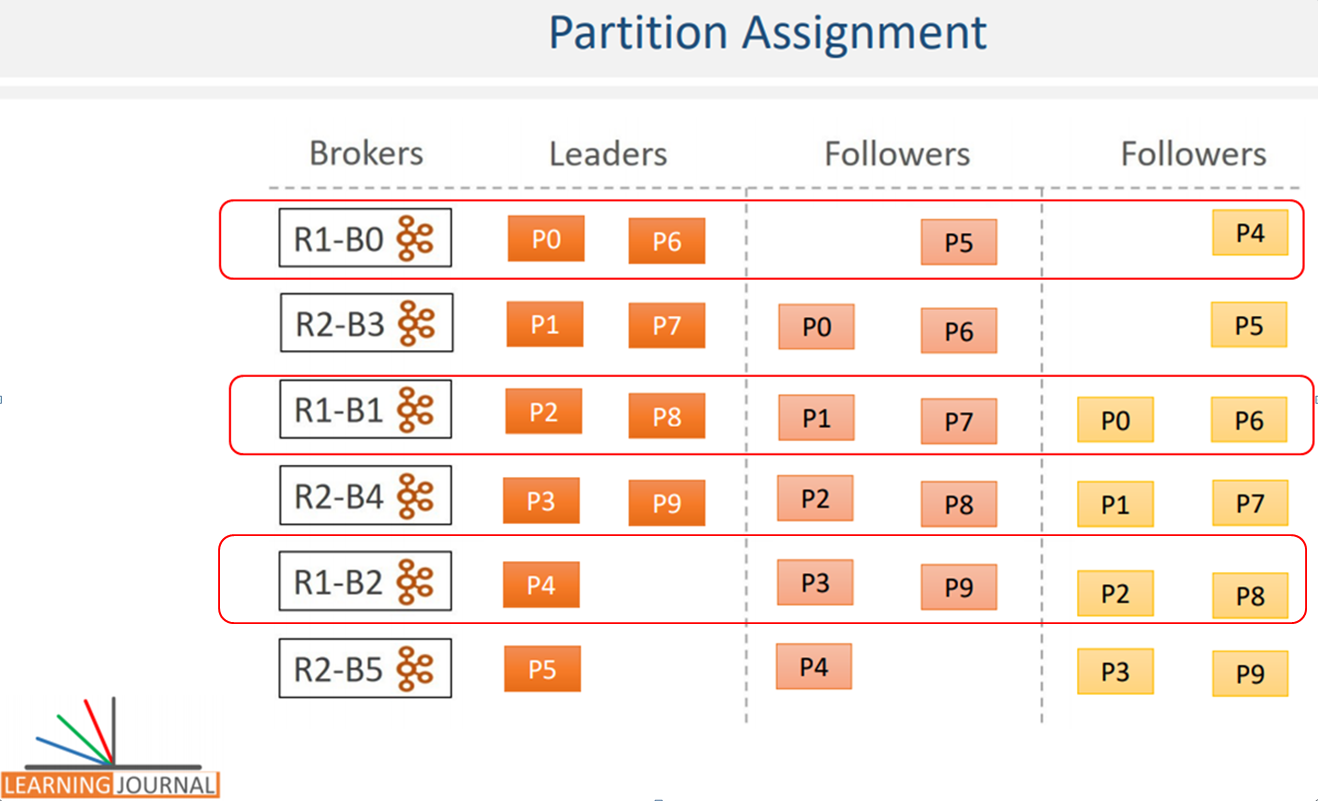 Partition Assignment
Brokers Leaders Followers Followers
R1-B0 P0 P6 P5 P4
R2-B3 P1 P7 P0 P6 P5
R1-B1 P2 P8 P1 P7 P0 P6
R2-B4 P3 P9 P2 P8 P1 P7
R1-B2 P4 P3 P9 P2 P8
R2-B5 P5 P4 P3 P9
LEARNING JOURNAL